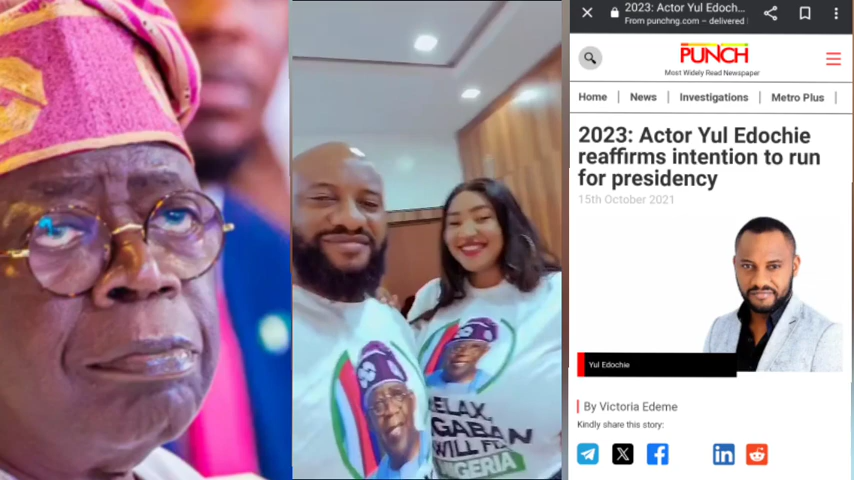 2023: Actor Yul Edoch...
From punchng.com – delivered
PUNCH
Most Widely Read Newspaper
Home | News | Investigations | Metro Plus |
2023: Actor Yul Edochie
reaffirms intention to run
for presidency
15th October 2021
Yul Edochie
By Victoria Edeme
Kindly share this story:
ELAX,
GABAN
WILL
NIGERIA